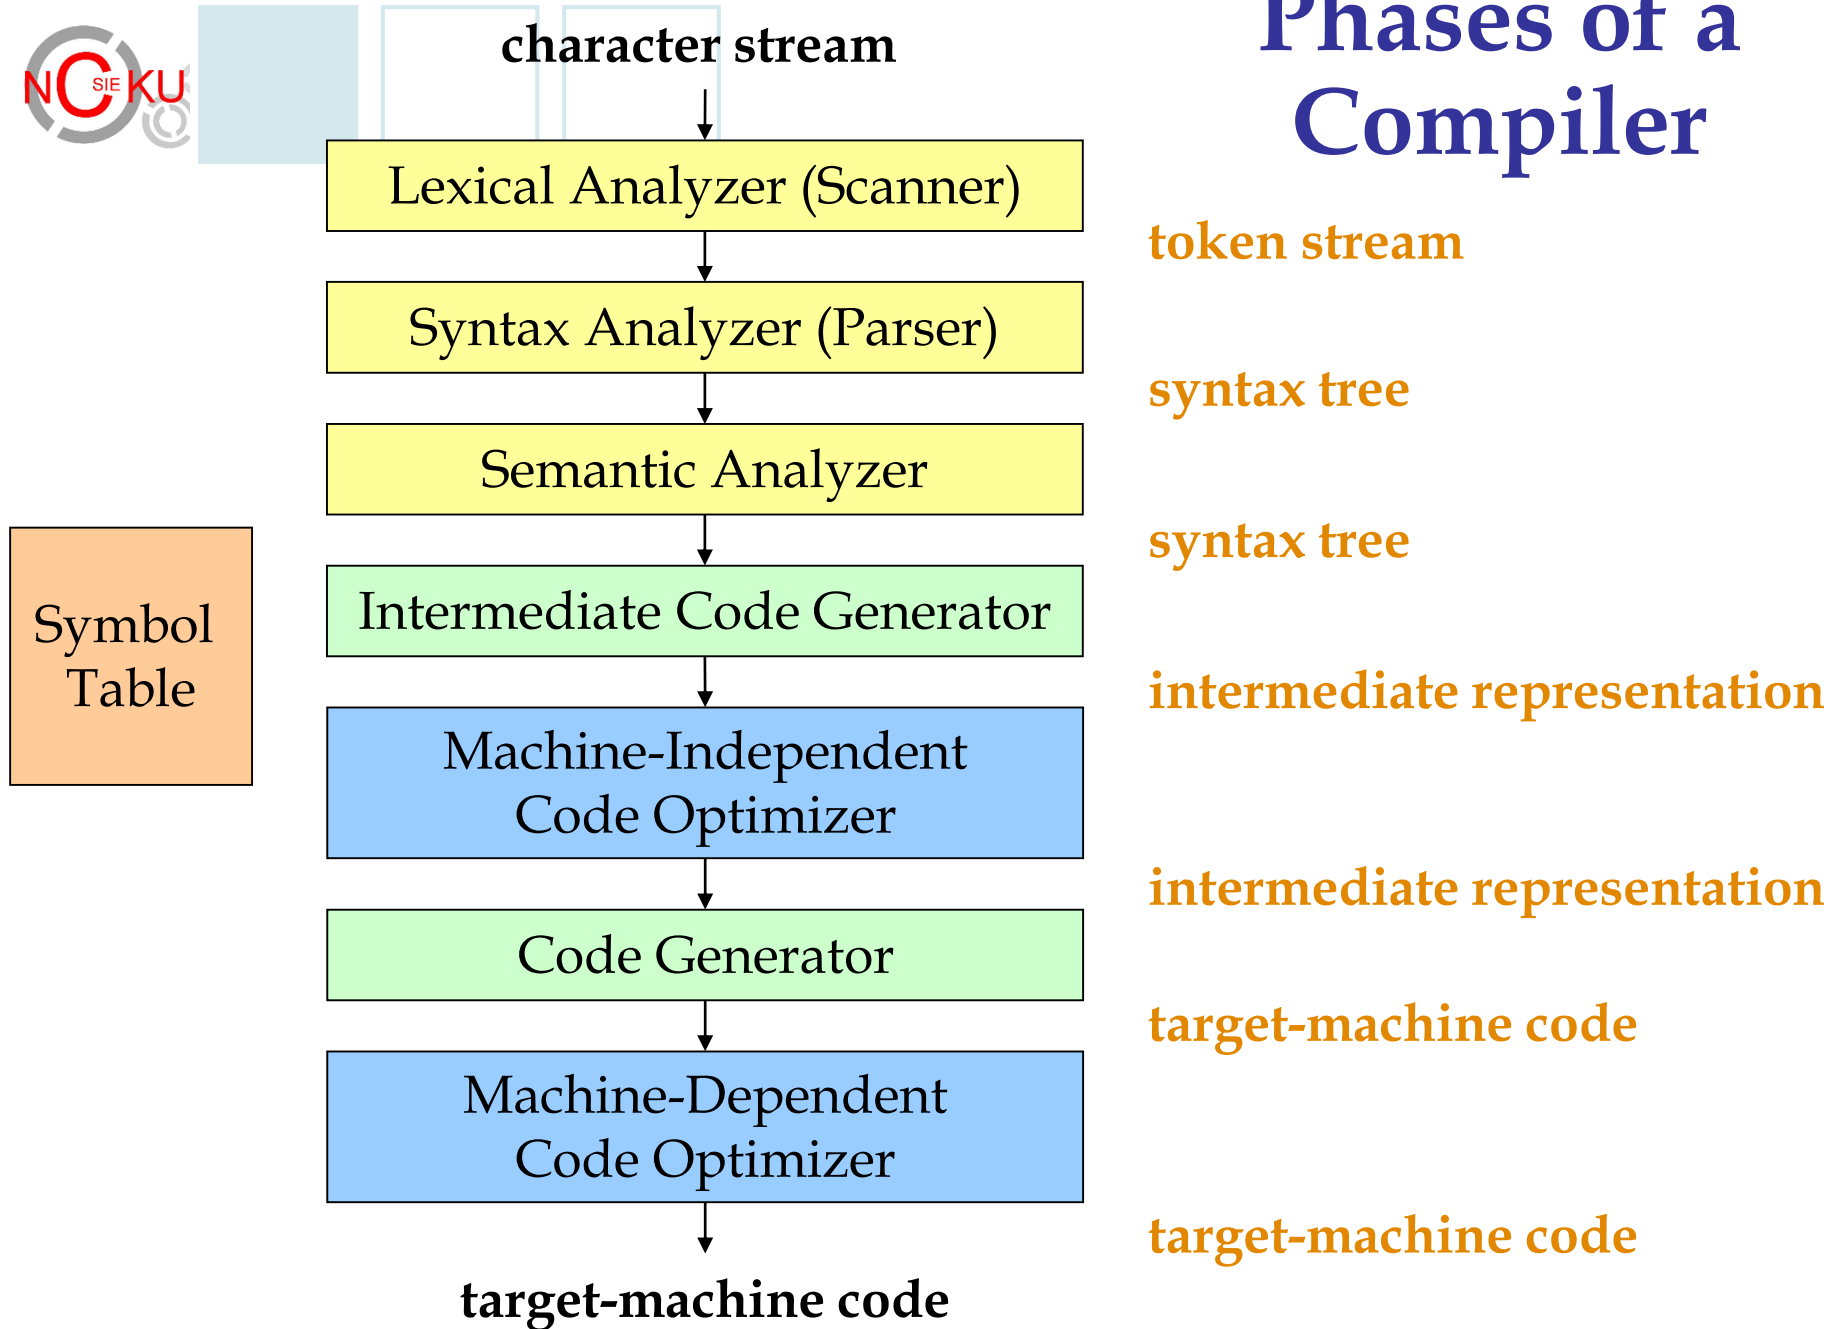 NCKU
SIE
Phases of a
Compiler
character stream
Lexical Analyzer (Scanner)
token stream
Syntax Analyzer (Parser)
syntax tree
Semantic Analyzer
syntax tree
Symbol
Table
Intermediate Code Generator
intermediate representation
Machine-Independent
Code Optimizer
intermediate representation
Code Generator
target-machine code
Machine-Dependent
Code Optimizer
target-machine code
target-machine code